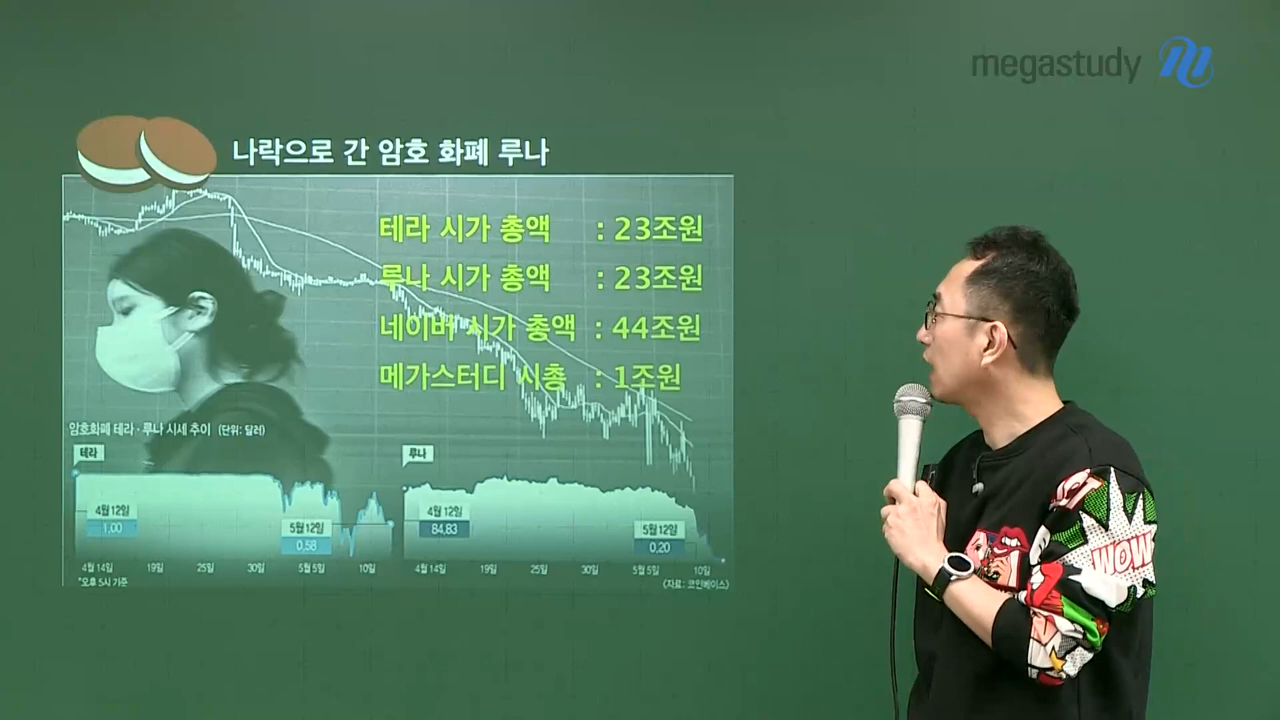 megastudy
나락으로 간 암호 화폐 루나
테라 시가 총액 : 23조원
루나 시가 총액 : 23조원
네이버 시가 총액 : 44조원
메가스터디 시총 : 1조원
암호화폐 테라·루나 시세 추이 (단위: 달러)
테라
4월 12일
1.00
5월 12일
0.58
4월 14일 19일 25일 30일 5월 5일 10일
*오후 5시 기준
루나
4월 12일
84.83
5월 12일
0.20
4월 14일 19일 25일 30일 5월 5일 10일
(자료: 코인베이스)
WOW